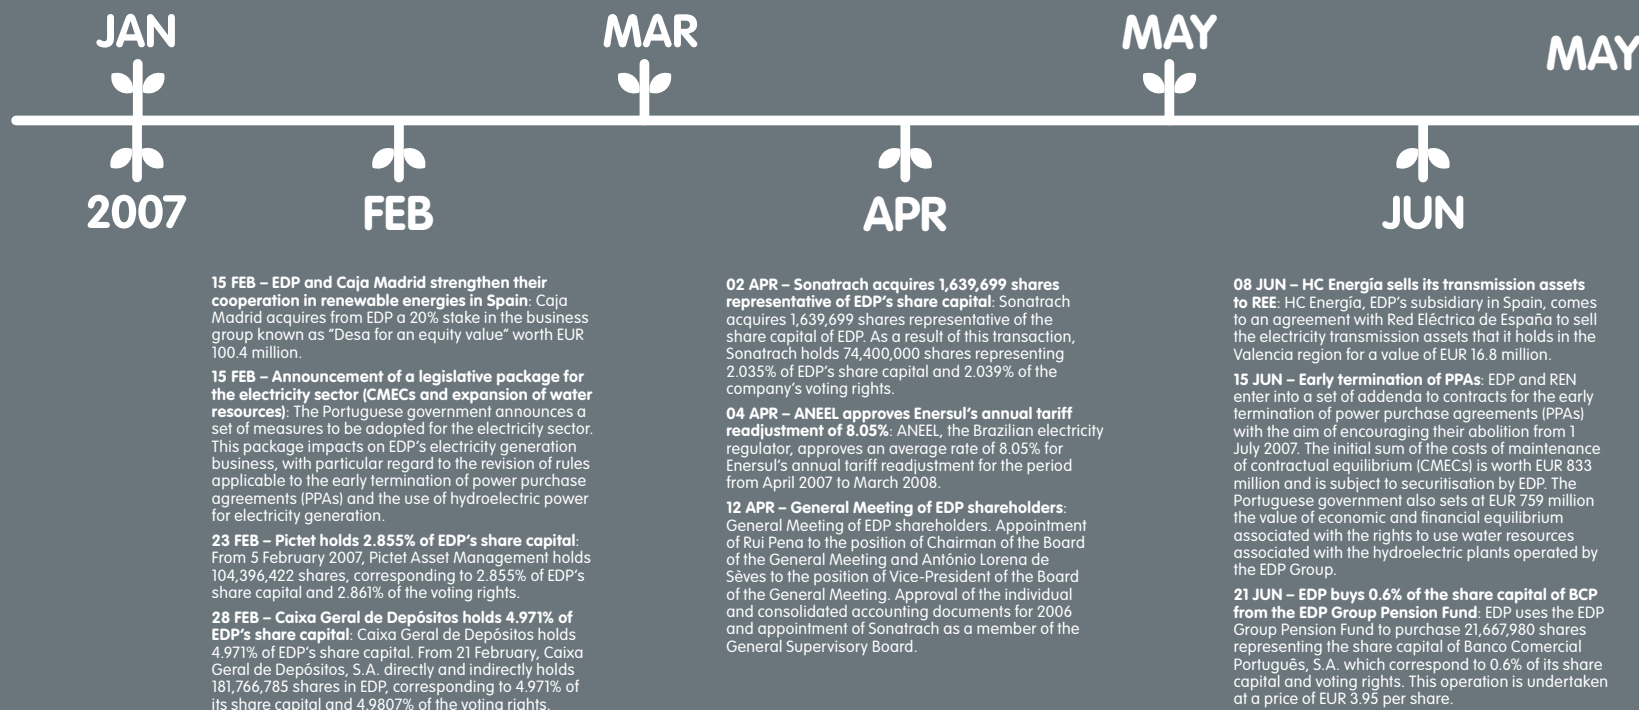 JAN
MAR
MAY
MAY
2007
FEB
APR
JUN
15 FEB – EDP and Caja Madrid strengthen their
cooperation in renewable energies in Spain: Caja
Madrid acquires from EDP a 20% stake in the business
group known as “Desa for an equity value” worth EUR
100.4 million.
15 FEB – Announcement of a legislative package for
the electricity sector (CMECs and expansion of water
resources): The Portuguese government announces a
set of measures to be adopted for the electricity sector.
This package impacts on EDP’s electricity generation
business, with particular regard to the revision of rules
applicable to the early termination of power purchase
agreements (PPAs) and the use of hydroelectric power
for electricity generation.
23 FEB – Pictet holds 2.855% of EDP’s share capital:
From 5 February 2007, Pictet Asset Management holds
104,396,422 shares, corresponding to 2.855% of EDP’s
share capital and 2.861% of the voting rights.
28 FEB – Caixa Geral de Depósitos holds 4.971% of
EDP’s share capital: Caixa Geral de Depósitos holds
4.971% of EDP’s share capital. From 21 February, Caixa
Geral de Depósitos, S.A. directly and indirectly holds
181,766,785 shares in EDP, corresponding to 4.971% of
its share capital and 4.9807% of the voting rights.
02 APR – Sonatrach acquires 1,639,699 shares
representative of EDP’s share capital: Sonatrach
acquires 1,639,699 shares representative of the
share capital of EDP. As a result of this transaction,
Sonatrach holds 74,400,000 shares representing
2.035% of EDP’s share capital and 2.039% of the
company’s voting rights.
04 APR – ANEEL approves Enersul’s annual tariff
readjustment of 8.05%: ANEEL, the Brazilian electricity
regulator, approves an average rate of 8.05% for
Enersul’s annual tariff readjustment for the period
from April 2007 to March 2008.
12 APR – General Meeting of EDP shareholders:
General Meeting of EDP shareholders. Appointment
of Rui Pena to the position of Chairman of the Board
of the General Meeting and António Lorena de
Sèves to the position of Vice-President of the Board
of the General Meeting. Approval of the individual
and consolidated accounting documents for 2006
and appointment of Sonatrach as a member of the
General Supervisory Board.
08 JUN – HC Energía sells its transmission assets
to REE: HC Energía, EDP’s subsidiary in Spain, comes
to an agreement with Red Eléctrica de España to sell
the electricity transmission assets that it holds in the
Valencia region for a value of EUR 16.8 million.
15 JUN – Early termination of PPAs: EDP and REN
enter into a set of addenda to contracts for the early
termination of power purchase agreements (PPAs)
with the aim of encouraging their abolition from 1
July 2007. The initial sum of the costs of maintenance
of contractual equilibrium (CMECs) is worth EUR 833
million and is subject to securitisation by EDP. The
Portuguese government also sets at EUR 759 million
the value of economic and financial equilibrium
associated with the rights to use water resources
associated with the hydroelectric plants operated by
the EDP Group.
21 JUN – EDP buys 0.6% of the share capital of BCP
from the EDP Group Pension Fund: EDP uses the EDP
Group Pension Fund to purchase 21,667,980 shares
representing the share capital of Banco Comercial
Português, S.A. which correspond to 0.6% of its share
capital and voting rights. This operation is undertaken
at a price of EUR 3.95 per share.